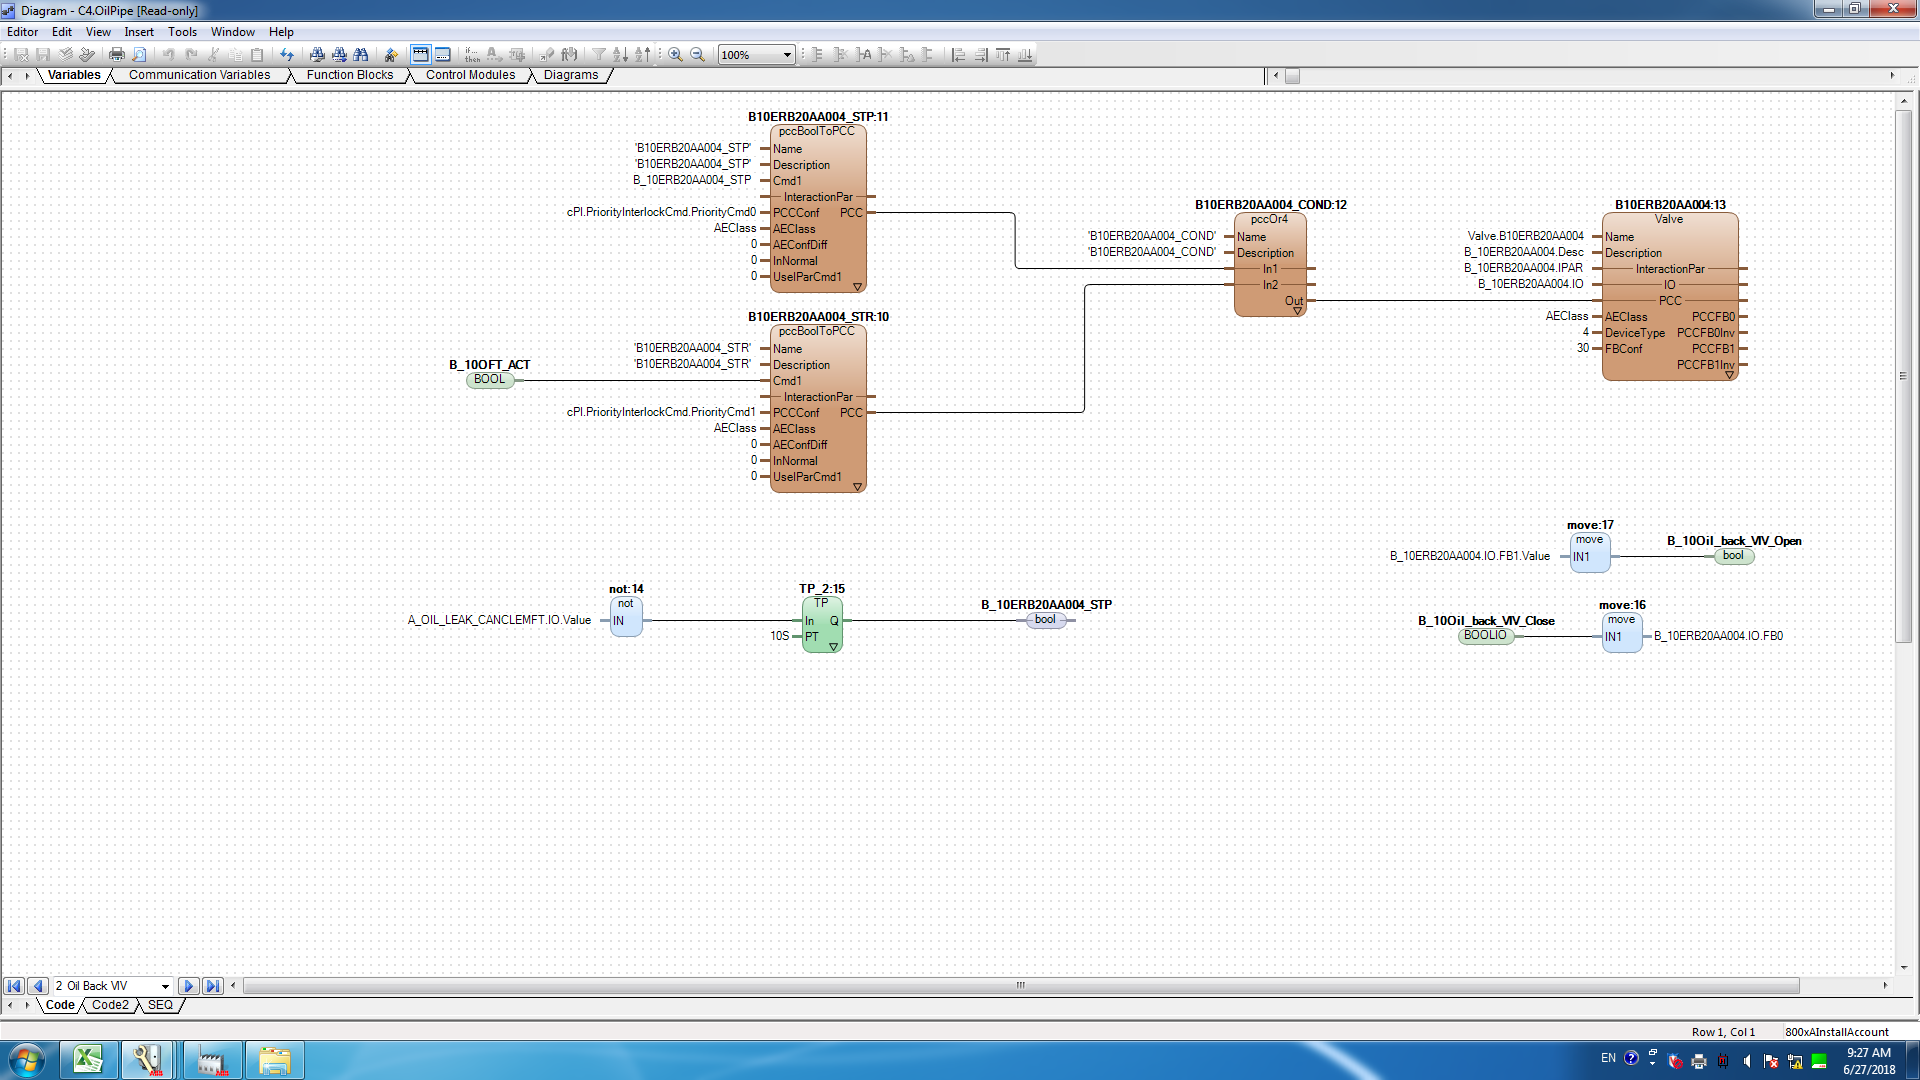 Diagram - C4.OilPipe [Read-only]
Editor Edit View Insert Tools Window Help
100%
Variables Communication Variables Function Blocks Control Modules Diagrams
B10ERB20AA004_STP:11
pccBoolToPCC
'B10ERB20AA004_STP' Name
'B10ERB20AA004_STP' Description
B_10ERB20AA004_STP Cmd1
InteractionPar
cPI.PriorityInterlockCmd.PriorityCmd0 PCCConf PCC
AEClass AEClass
0 AEConfDiff
0 InNormal
0 UseIParCmd1
B10ERB20AA004_COND:12
pccOr4
'B10ERB20AA004_COND' Name
'B10ERB20AA004_COND' Description
In1
In2
Out
B10ERB20AA004:13
Valve
Valve.B10ERB20AA004 Name
B_10ERB20AA004.Desc Description
B_10ERB20AA004.IPAR InteractionPar
B_10ERB20AA004.IO IO
PCC
AEClass AEClass PCCFB0
4 DeviceType PCCFB0Inv
30 FBConf PCCFB1
PCCFB1Inv
B10ERB20AA004_STR:10
pccBoolToPCC
'B10ERB20AA004_STR' Name
'B10ERB20AA004_STR' Description
B_10OFT_ACT
BOOL Cmd1
InteractionPar
cPI.PriorityInterlockCmd.PriorityCmd1 PCCConf PCC
AEClass AEClass
0 AEConfDiff
0 InNormal
0 UseIParCmd1
move:17
move
B_10ERB20AA004.IO.FB1.Value IN1
B_10Oil_back_VlV_Open
bool
not:14
not
A_OIL_LEAK_CANCLEMFT.IO.Value IN
TP_2:15
TP
In Q
10S PT
B_10ERB20AA004_STP
bool
move:16
move
B_10Oil_back_VlV_Close
BOOLIO IN1 B_10ERB20AA004.IO.FB0
2 Oil Back VlV
Code Code2 SEQ
Row 1, Col 1 800xAInstallAccount
EN 9:27 AM
6/27/2018